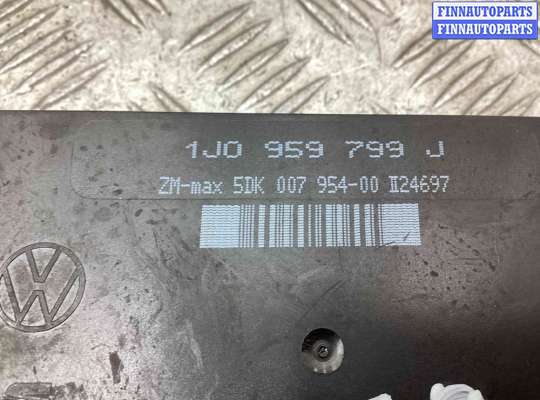 FINNAUTOPARTS
FINNAUTOPARTS
1J0 959 799 J
ZM-max 5DK 007 954-00 II24697